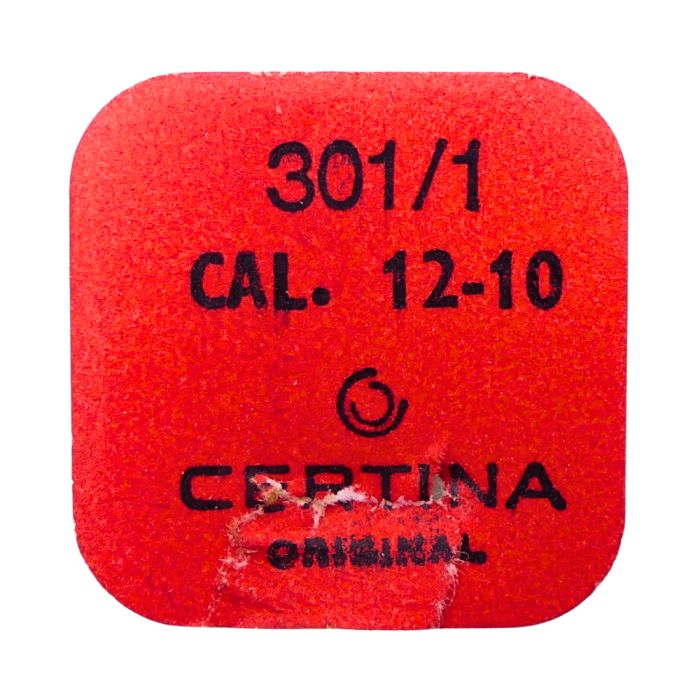 301/1
CAL. 12-10
CERTINA
ORIGINAL